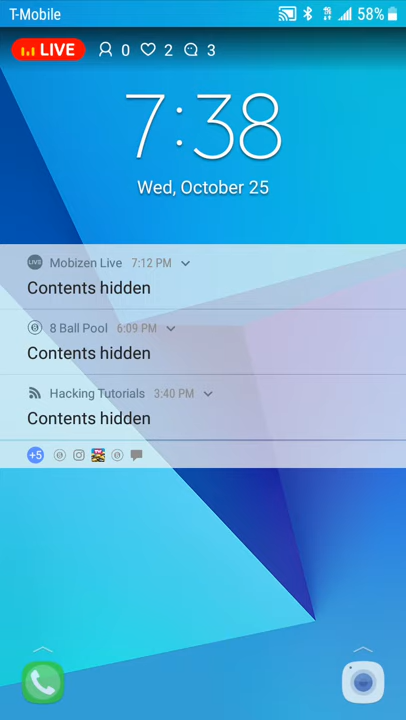 T-Mobile 58%
LIVE 0 2 3
7:38
Wed, October 25
LIVE Mobizen Live 7:12 PM
Contents hidden
8 Ball Pool 6:09 PM
Contents hidden
Hacking Tutorials 3:40 PM
Contents hidden
+5